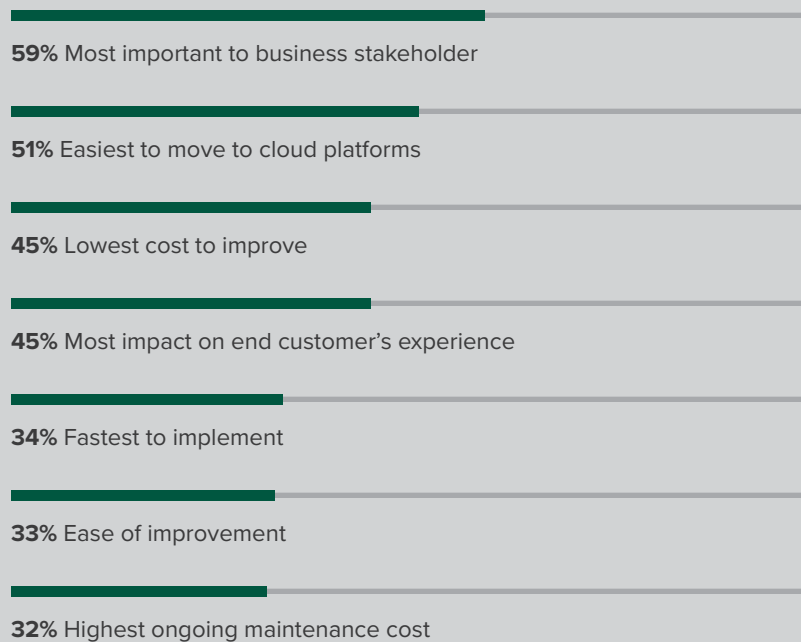 59% Most important to business stakeholder
51% Easiest to move to cloud platforms
45% Lowest cost to improve
45% Most impact on end customer’s experience
34% Fastest to implement
33% Ease of improvement
32% Highest ongoing maintenance cost